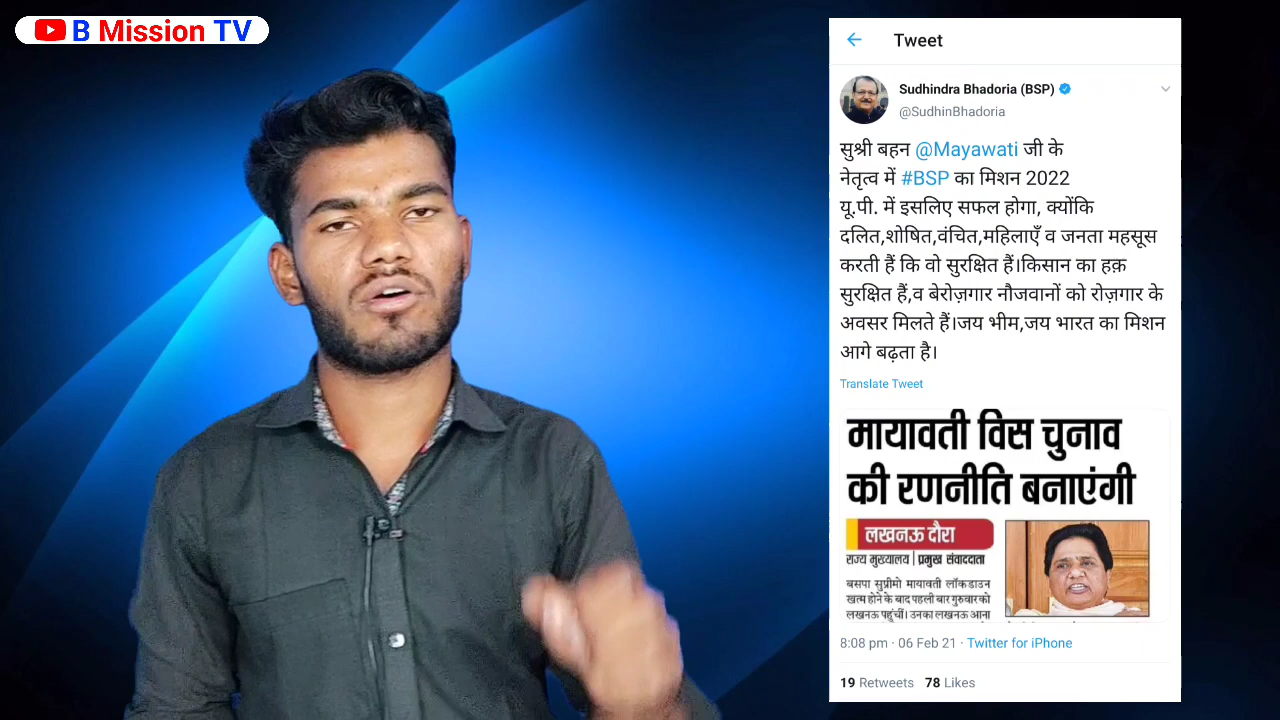 B Mission TV
Tweet
Sudhindra Bhadoria (BSP)
@SudhinBhadoria
सुश्री बहन @Mayawati जी के
नेतृत्व में #BSP का मिशन 2022
यू.पी. में इसलिए सफल होगा, क्योंकि
दलित,शोषित,वंचित,महिलाएँ व जनता महसूस
करती हैं कि वो सुरक्षित हैं।किसान का हक़
सुरक्षित हैं,व बेरोज़गार नौजवानों को रोज़गार के
अवसर मिलते हैं।जय भीम,जय भारत का मिशन
आगे बढ़ता है।
Translate Tweet
मायावती विस चुनाव
की रणनीति बनाएंगी
लखनऊ दौरा
राज्य मुख्यालय | प्रमुख संवाददाता
बसपा सुप्रीमो मायावती लॉकडाउन
खत्म होने के बाद पहली बार गुरुवार को
लखनऊ पहुंचीं। उनका लखनऊ आना
8:08 pm · 06 Feb 21 · Twitter for iPhone
19 Retweets 78 Likes